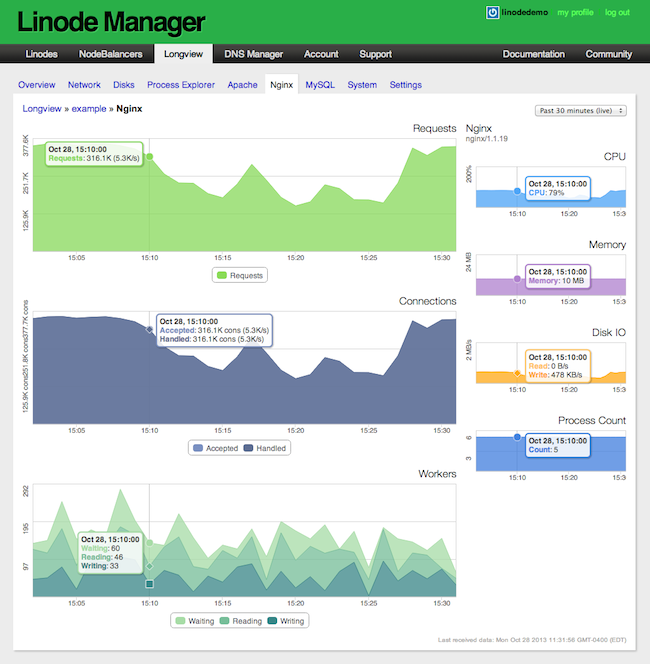 Linode Manager
linodedemo my profile log out
Linodes NodeBalancers Longview DNS Manager Account Support Documentation Community
Overview Network Disks Process Explorer Apache Nginx MySQL System Settings
Longview » example » Nginx
Past 30 minutes (live)
Requests
377.6K
251.7K
125.9K
Oct 28, 15:10:00
Requests: 316.1K (5.3K/s)
15:05 15:10 15:15 15:20 15:25 15:30
Requests
Connections
377.7K cons
251.8K cons
125.9K cons
Oct 28, 15:10:00
Accepted: 316.1K cons (5.3K/s)
Handled: 316.1K cons (5.3K/s)
15:05 15:10 15:15 15:20 15:25 15:30
Accepted Handled
Workers
292
195
97
Oct 28, 15:10:00
Waiting: 60
Reading: 46
Writing: 33
15:05 15:10 15:15 15:20 15:25 15:30
Waiting Reading Writing
Nginx
nginx/1.1.19
CPU
200%
Oct 28, 15:10:00
CPU: 79%
15:10 15:20 15:3
Memory
24 MB
Oct 28, 15:10:00
Memory: 10 MB
15:10 15:20 15:3
Disk IO
2 MB/s
Oct 28, 15:10:00
Read: 0 B/s
Write: 478 KB/s
15:10 15:20 15:3
Process Count
6
3
Oct 28, 15:10:00
Count: 5
15:10 15:20 15:3
Last received data: Mon Oct 28 2013 11:31:56 GMT-0400 (EDT)